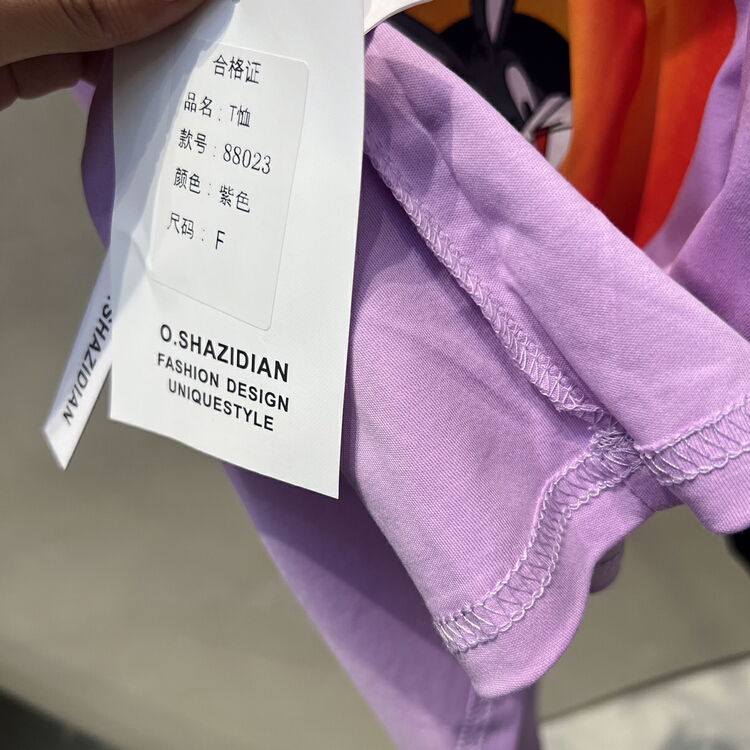 合格证
品名：T恤
款号：88023
颜色：紫色
尺码：F
O.SHAZIDIAN
FASHION DESIGN
UNIQUESTYLE
.SHAZIDIAN